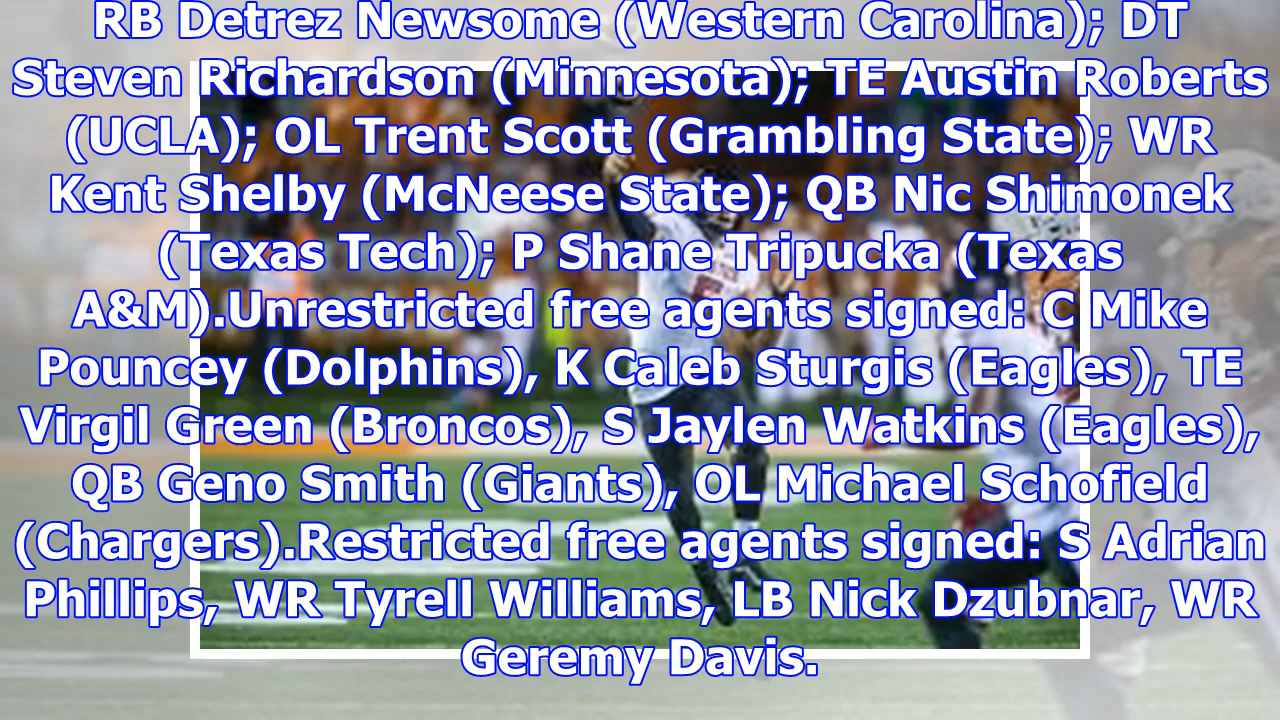 RB Detrez Newsome (Western Carolina); DT
Steven Richardson (Minnesota); TE Austin Roberts
(UCLA); OL Trent Scott (Grambling State); WR
Kent Shelby (McNeese State); QB Nic Shimonek
(Texas Tech); P Shane Tripucka (Texas
A&M).Unrestricted free agents signed: C Mike
Pouncey (Dolphins), K Caleb Sturgis (Eagles), TE
Virgil Green (Broncos), S Jaylen Watkins (Eagles),
QB Geno Smith (Giants), OL Michael Schofield
(Chargers).Restricted free agents signed: S Adrian
Phillips, WR Tyrell Williams, LB Nick Dzubnar, WR
Geremy Davis.